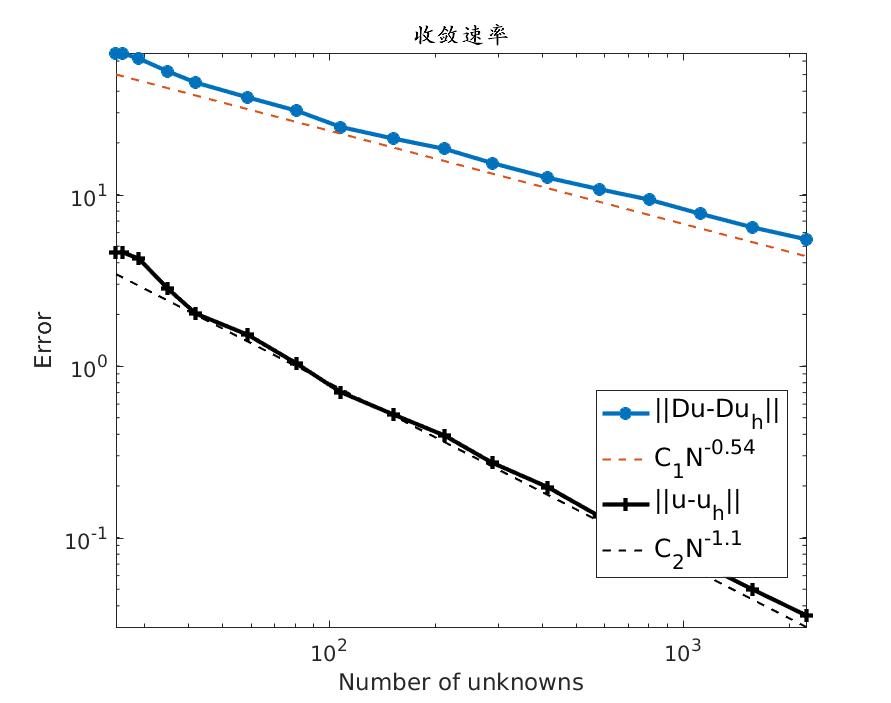 收敛速率
10^1
10^0
10^-1
Error
||Du-Du_h||
C_1N^-0.54
||u-u_h||
C_2N^-1.1
10^2
10^3
Number of unknowns